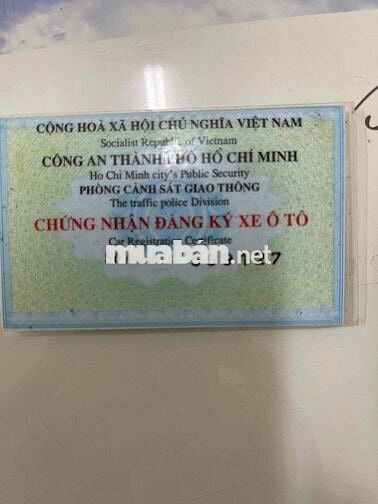 CỘNG HOÀ XÃ HỘI CHỦ NGHĨA VIỆT NAM
Socialist Republic of Vietnam
CÔNG AN THÀNH PHỐ HỒ CHÍ MINH
Ho Chi Minh city's Public Security
PHÒNG CẢNH SÁT GIAO THÔNG
The traffic police Division
CHỨNG NHẬN ĐĂNG KÝ XE Ô TÔ
Car Registration Certificate
muaban.net